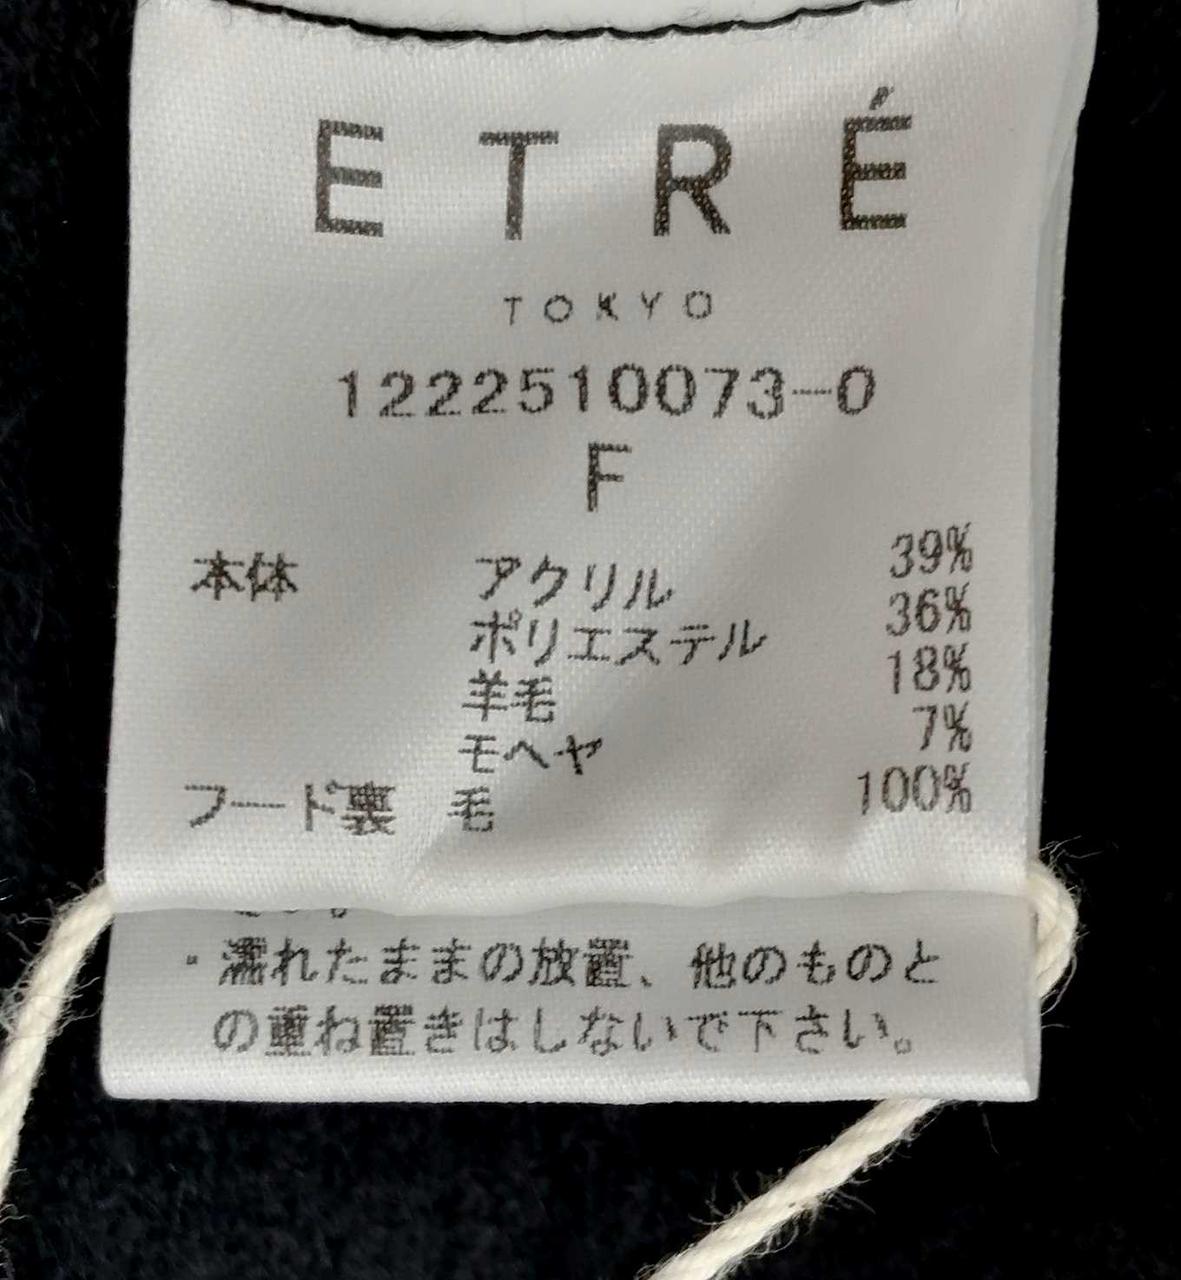 ETRÉ
TOKYO
1222510073-0
F
本体 アクリル 39%
ポリエステル 36%
羊毛 18%
モヘヤ 7%
フード裏 毛 100%
・濡れたままの放置、他のものと
の重ね置きはしないで下さい。